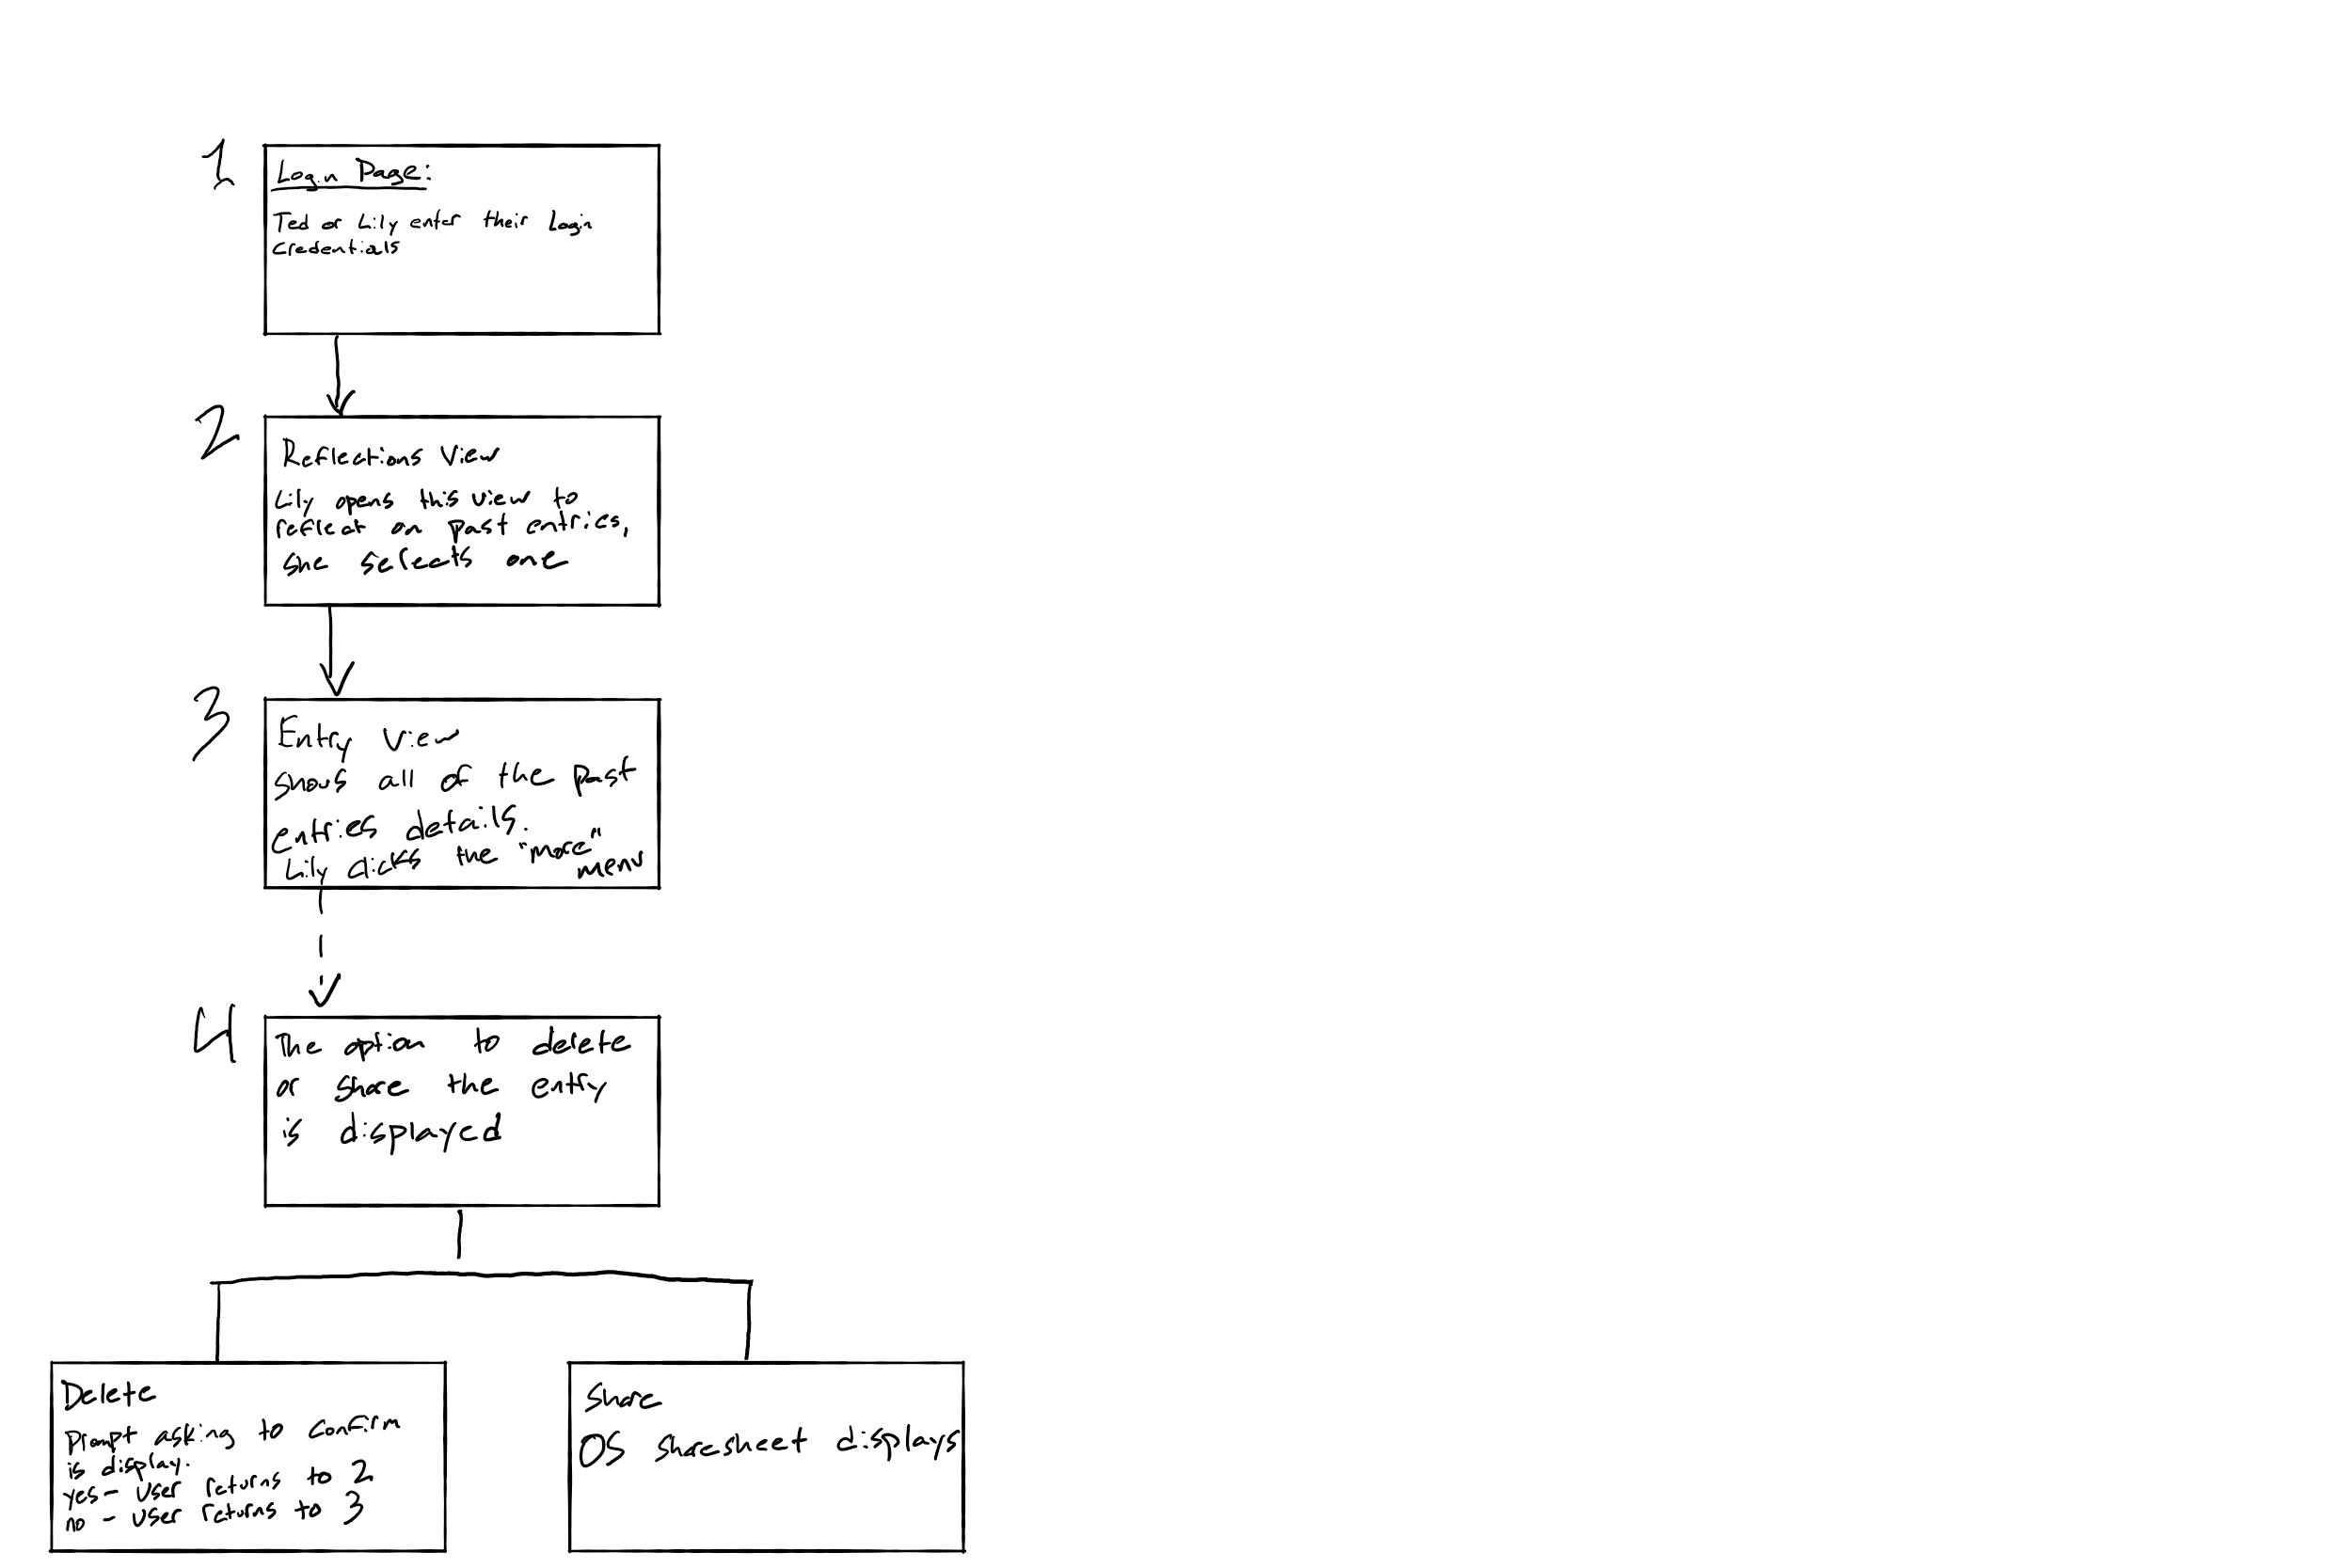 1
Login Page:
Ted or Lily enter their Login
Credentials
2
Reflections View
Lily opens this view to
reflect on past entries,
she selects one
3
Entry View
shows all of the past
entries details.
Lily clicks the "more"
menu
4
The option to delete
or share the entry
is displayed
Delete
Prompt asking to confirm
is display.
yes - user returns to 2
no - user returns to 3
Share
OS sharesheet displays